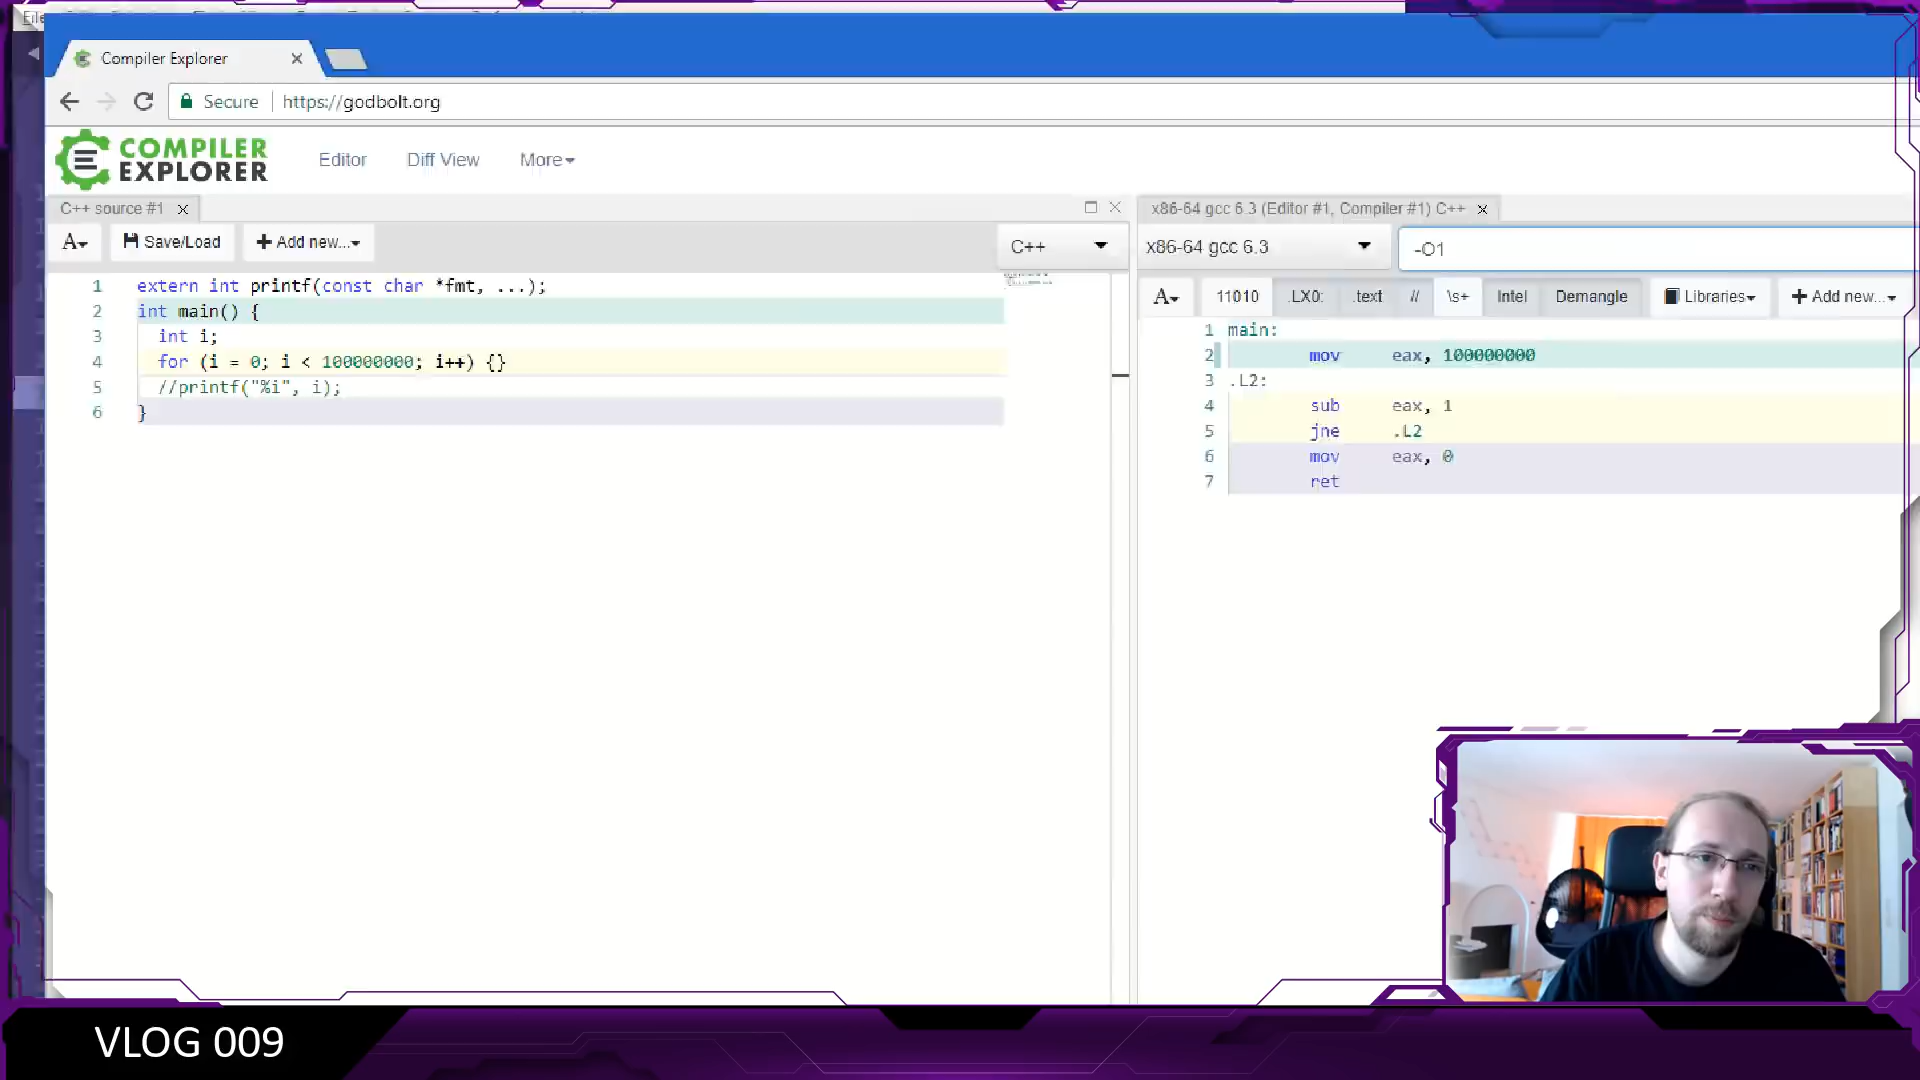 File
Compiler Explorer
Secure
https://godbolt.org
COMPILER
EXPLORER
Editor
Diff View
More
C++ source #1
A
Save/Load
Add new...
C++
1 extern int printf(const char *fmt, ...);
2 int main() {
3 int i;
4 for (i = 0; i < 100000000; i++) {}
5 //printf("%i", i);
6 }
x86-64 gcc 6.3 (Editor #1, Compiler #1) C++
x86-64 gcc 6.3
-O1
A
11010
.LX0:
.text
//
\s+
Intel
Demangle
Libraries
Add new...
1 main:
2 mov eax, 100000000
3 .L2:
4 sub eax, 1
5 jne .L2
6 mov eax, 0
7 ret
VLOG 009